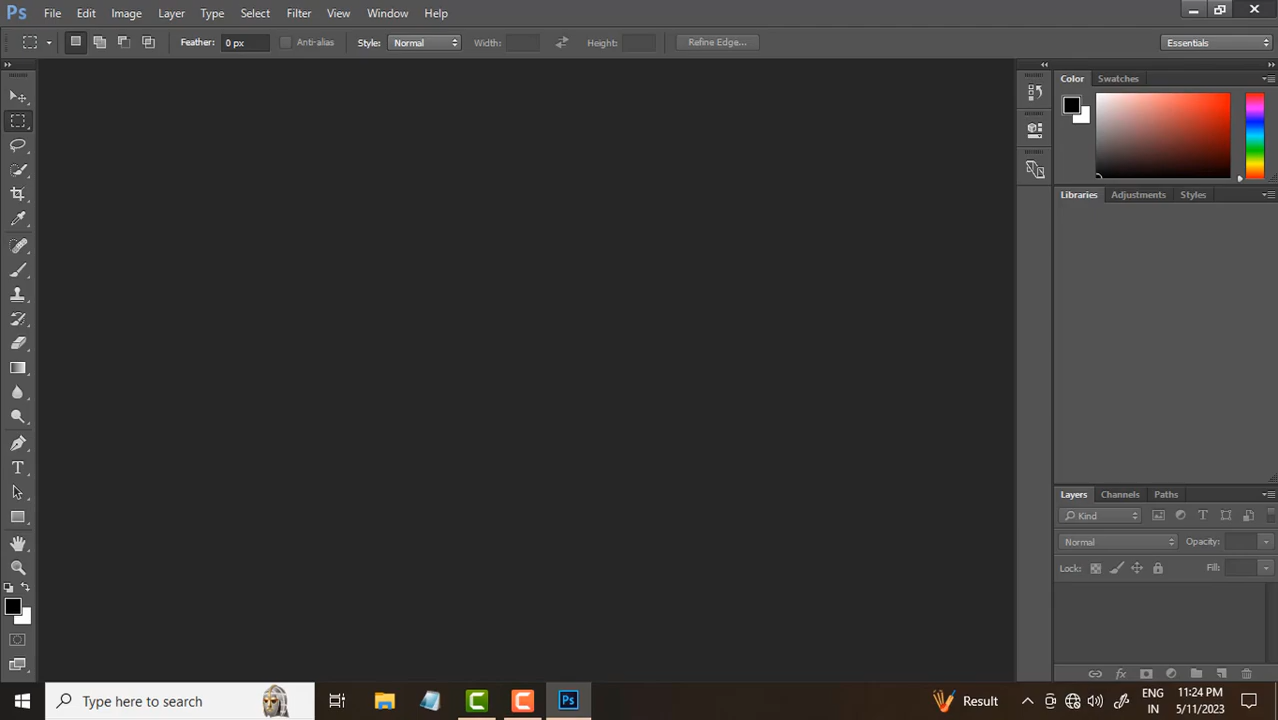 Ps File Edit Image Layer Type Select Filter View Window Help
Feather: 0 px Anti-alias Style: Normal Width: Height: Refine Edge... Essentials
Color Swatches
Libraries Adjustments Styles
Layers Channels Paths
Kind
Normal Opacity:
Lock: Fill:
Type here to search
Ps
Result
ENG
IN
11:24 PM
5/11/2023